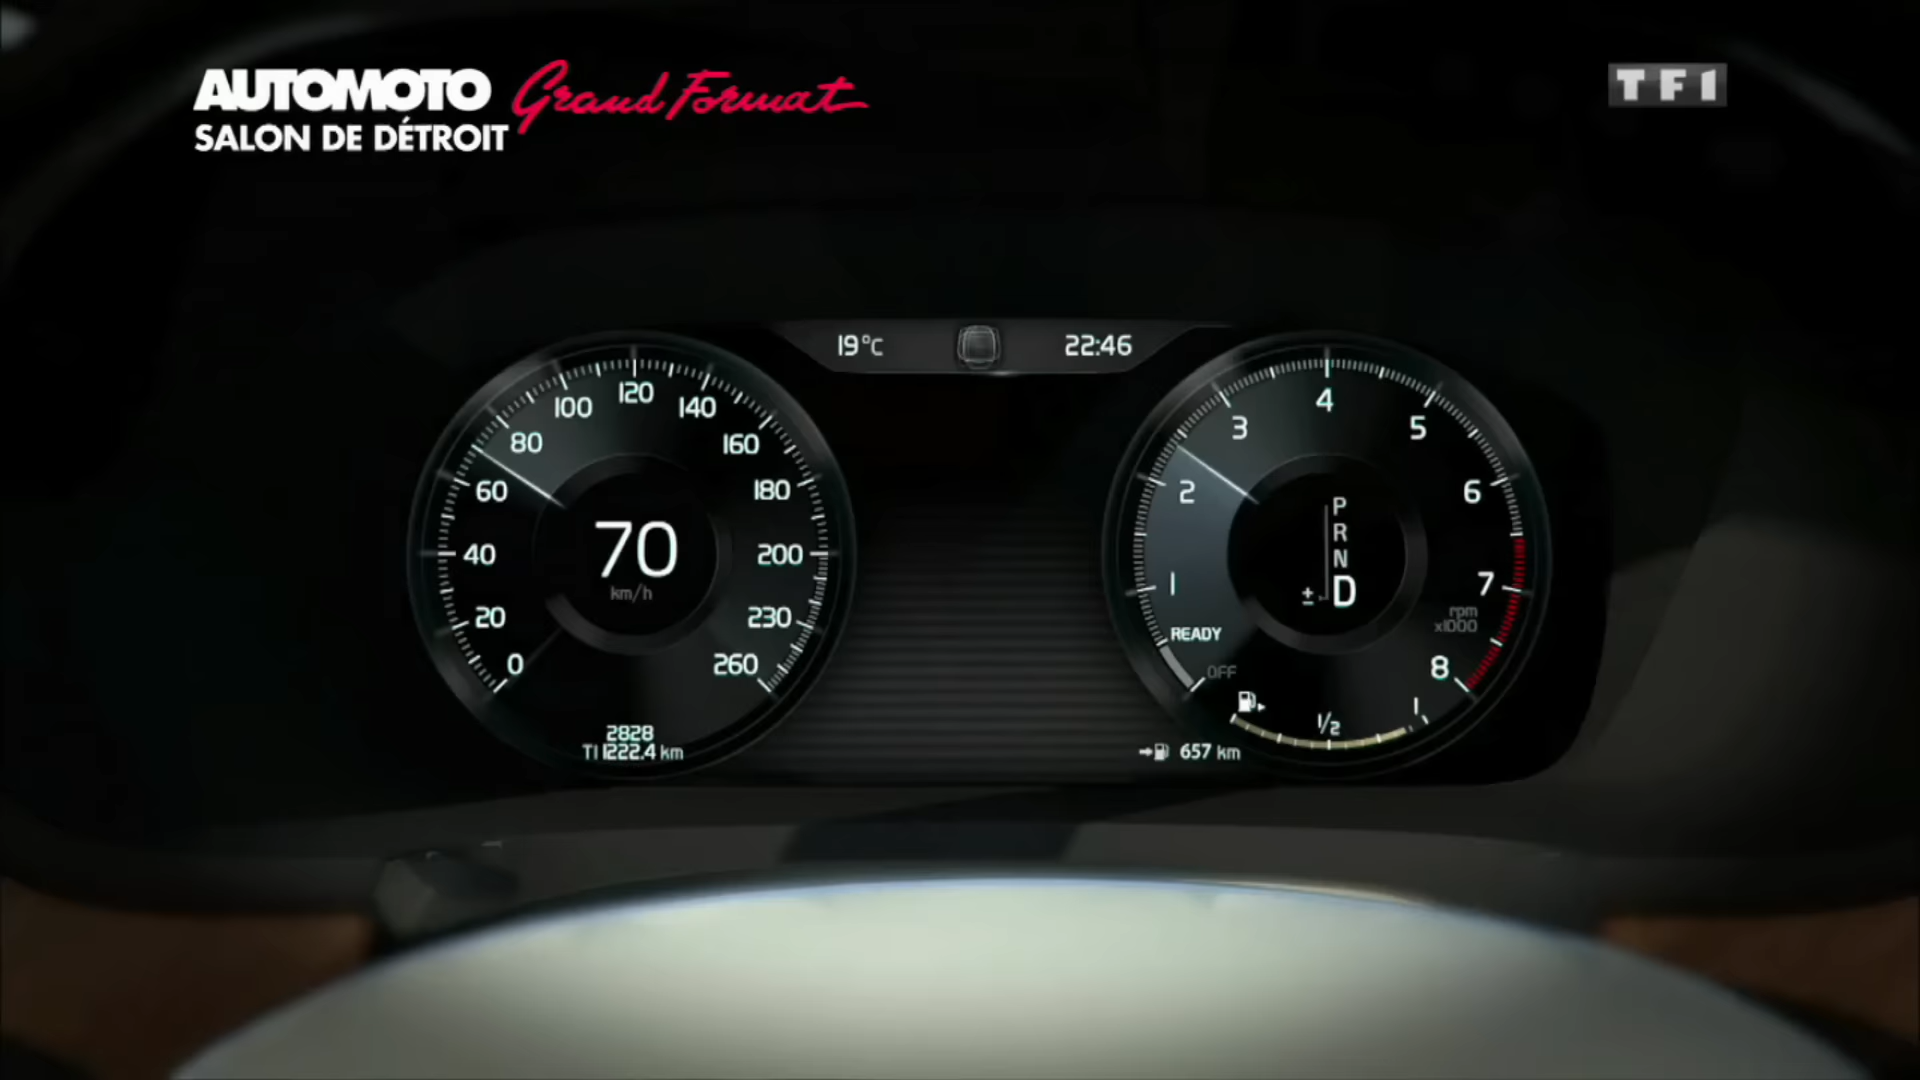 AUTOMOTO Grand Format
SALON DE DÉTROIT
TF1
19°C
22:46
0
20
40
60
80
100
120
140
160
180
200
230
260
70
km/h
2828
T1 1222.4 km
OFF
READY
1
2
3
4
5
6
7
8
rpm
x1000
P
R
N
± D
1/2
1
657 km